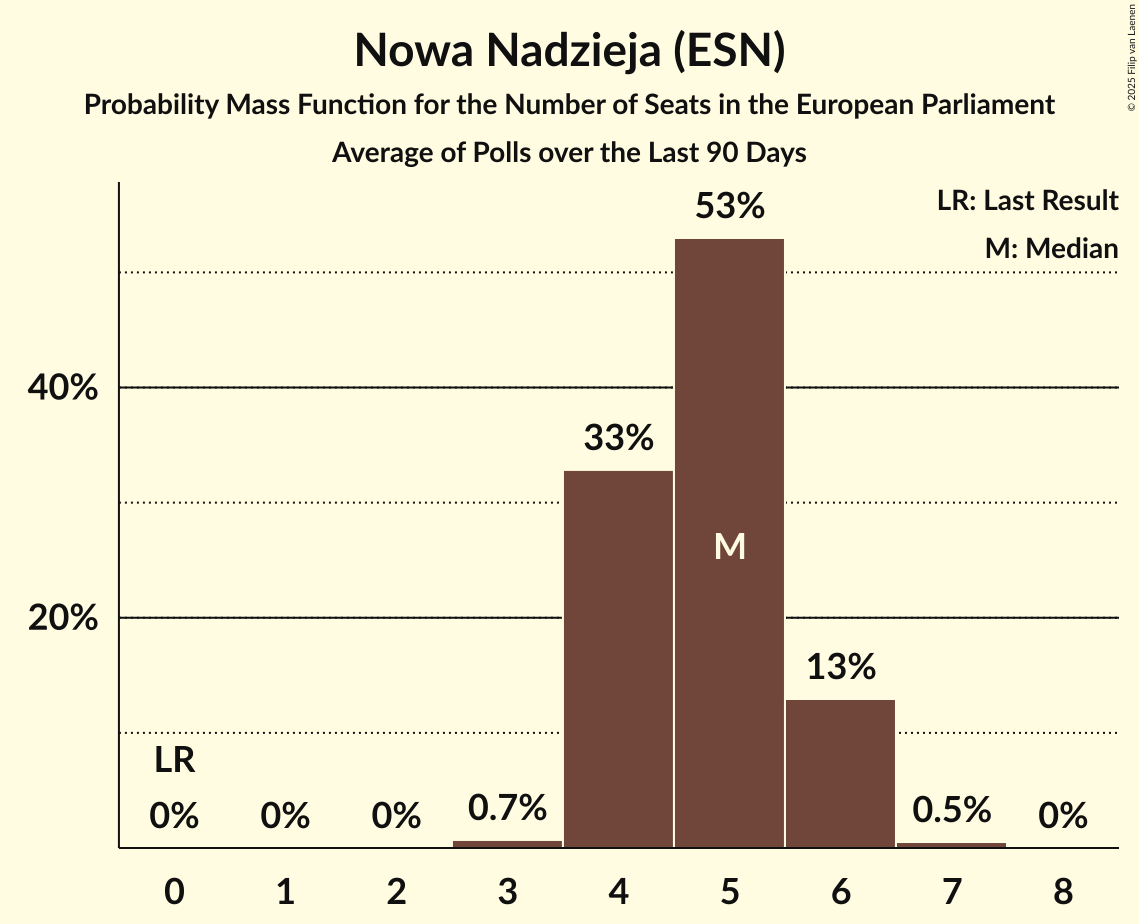 Nowa Nadzieja (ESN)
Probability Mass Function for the Number of Seats in the European Parliament
Average of Polls over the Last 90 Days
© 2025 Filip van Laenen
LR: Last Result
M: Median
53%
40%
33%
M
20%
13%
LR
0% 0% 0% 0.7% 0.5% 0%
0 1 2 3 4 5 6 7 8